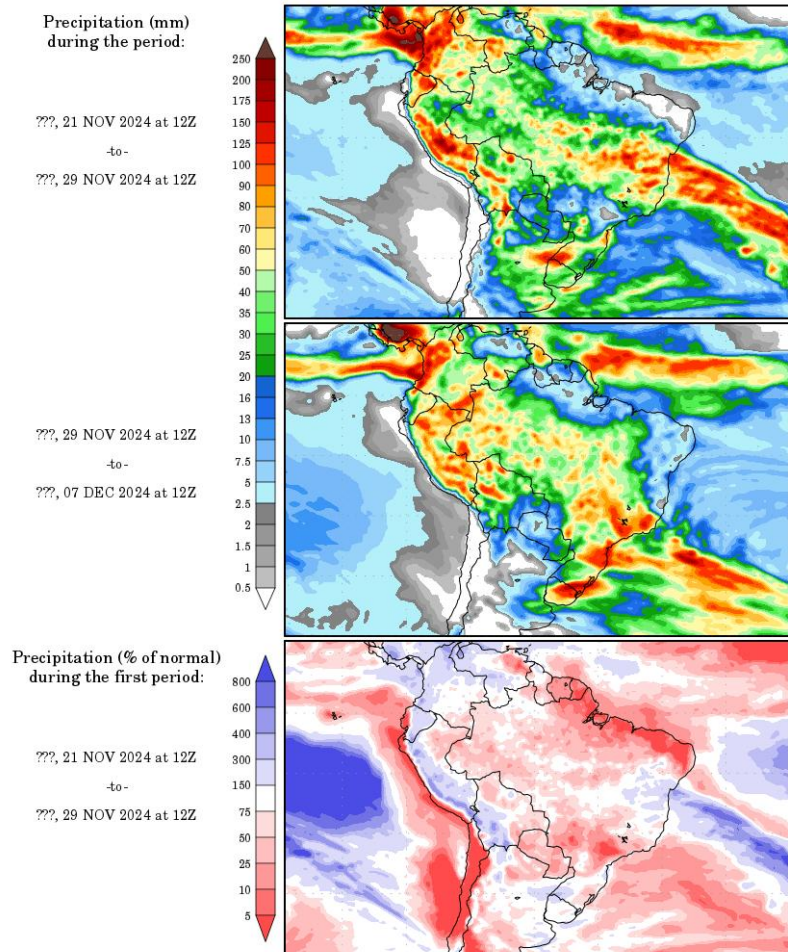 Precipitation (mm)
during the period:
???, 21 NOV 2024 at 12Z
-to-
???, 29 NOV 2024 at 12Z
250
200
175
150
125
100
90
80
70
60
50
40
35
30
25
20
16
13
10
7.5
5
2.5
2
1.5
1
0.5
???, 29 NOV 2024 at 12Z
-to-
???, 07 DEC 2024 at 12Z
Precipitation (% of normal)
during the first period:
???, 21 NOV 2024 at 12Z
-to-
???, 29 NOV 2024 at 12Z
800
600
400
300
150
75
50
25
10
5